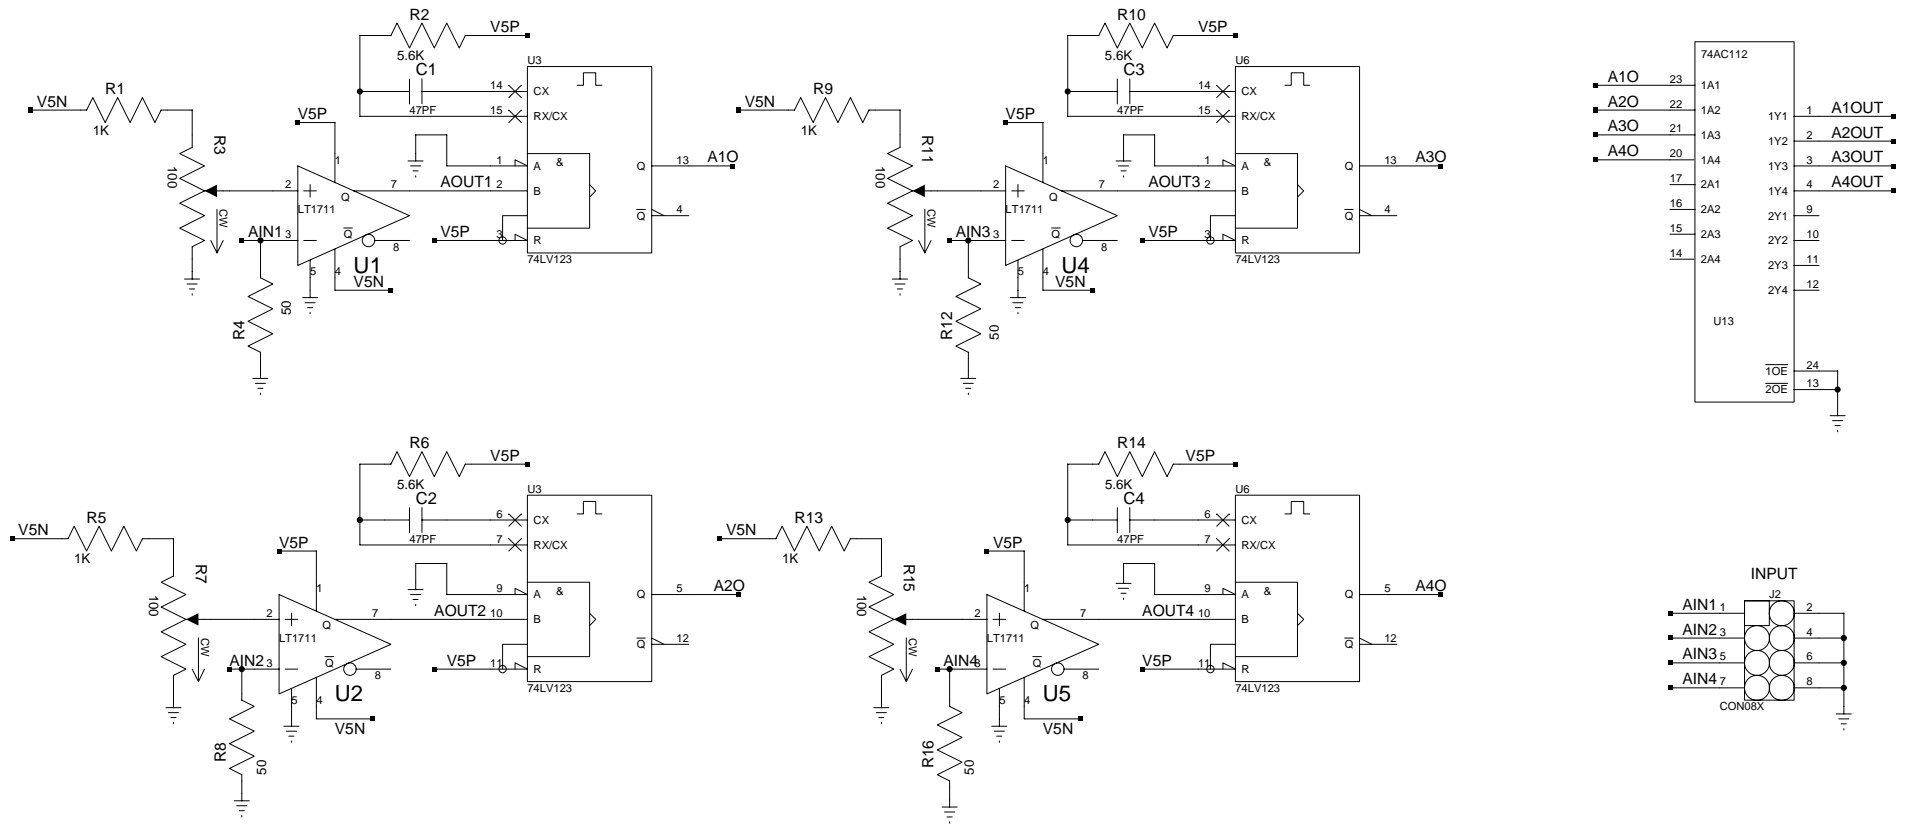 R2
V5P
5.6K
C1
47PF
14
15
U3
CX
RX/CX
V5N
R1
1K
R3
100
CW
V5P
1
2
7
LT1711
Q
Q
8
AIN1
3
5
4
U1
V5N
R4
50
AOUT1
1
2
A
B
&
V5P
3
R
74LV123
Q
13
A1O
Q
4
R10
V5P
5.6K
C3
47PF
14
15
U6
CX
RX/CX
V5N
R9
1K
R11
100
CW
V5P
1
2
7
LT1711
Q
Q
8
AIN3
3
5
4
U4
V5N
R12
50
AOUT3
1
2
A
B
&
V5P
3
R
74LV123
Q
13
A3O
Q
4
74AC112
A1O 23 1A1
A2O 22 1A2
A3O 21 1A3
A4O 20 1A4
17 2A1
16 2A2
15 2A3
14 2A4
1Y1 1 A1OUT
1Y2 2 A2OUT
1Y3 3 A3OUT
1Y4 4 A4OUT
2Y1 9
2Y2 10
2Y3 11
2Y4 12
U13
1OE 24
2OE 13
R6
V5P
5.6K
C2
47PF
6
7
U3
CX
RX/CX
V5N
R5
1K
R7
100
CW
V5P
1
2
7
LT1711
Q
Q
8
AIN2
3
5
4
U2
V5N
R8
50
AOUT2
9
10
A
B
&
V5P
11
R
74LV123
Q
5
A2O
Q
12
R14
V5P
5.6K
C4
47PF
6
7
U6
CX
RX/CX
V5N
R13
1K
R15
100
CW
V5P
1
2
7
LT1711
Q
Q
8
AIN4
3
5
4
U5
V5N
R16
50
AOUT4
9
10
A
B
&
V5P
11
R
74LV123
Q
5
A4O
Q
12
INPUT
J2
AIN1 1 2
AIN2 3 4
AIN3 5 6
AIN4 7 8
CON08X